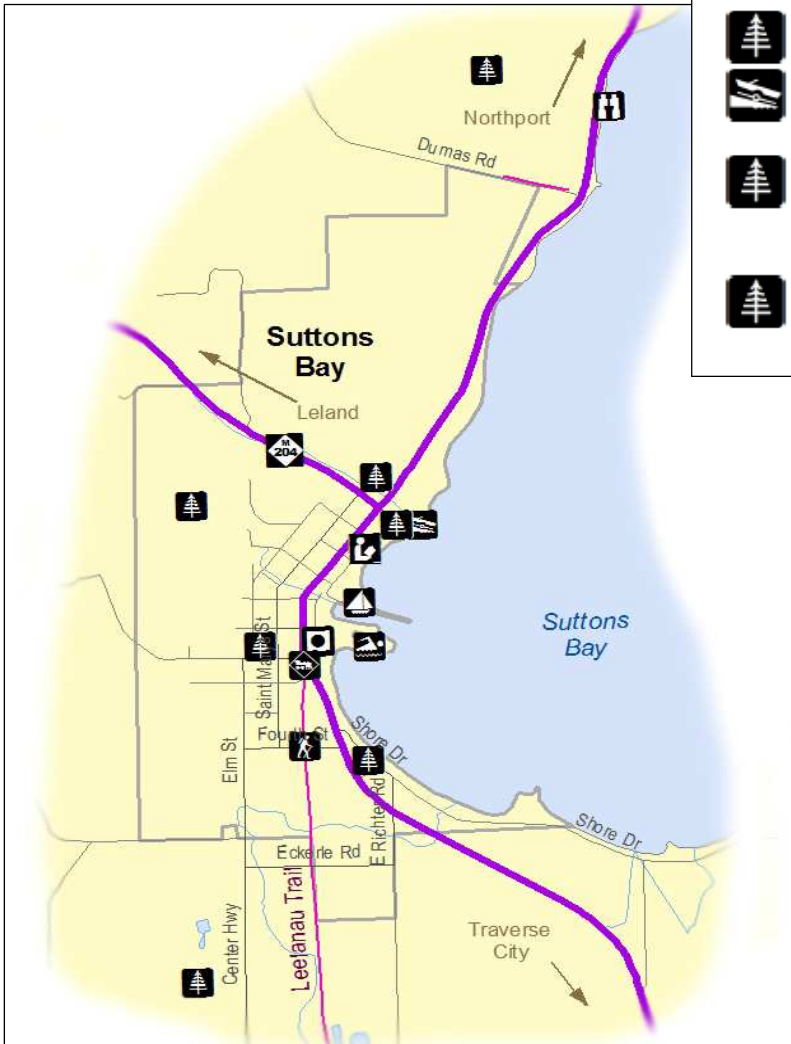 Northport
Dumas Rd
Suttons
Bay
Leland
M
204
Suttons
Bay
Saint Marys St
Elm St
Fourth St
Shore Dr
E Richter Rd
Shore Dr
Eckerle Rd
Leelanau Trail
Center Hwy
Traverse
City